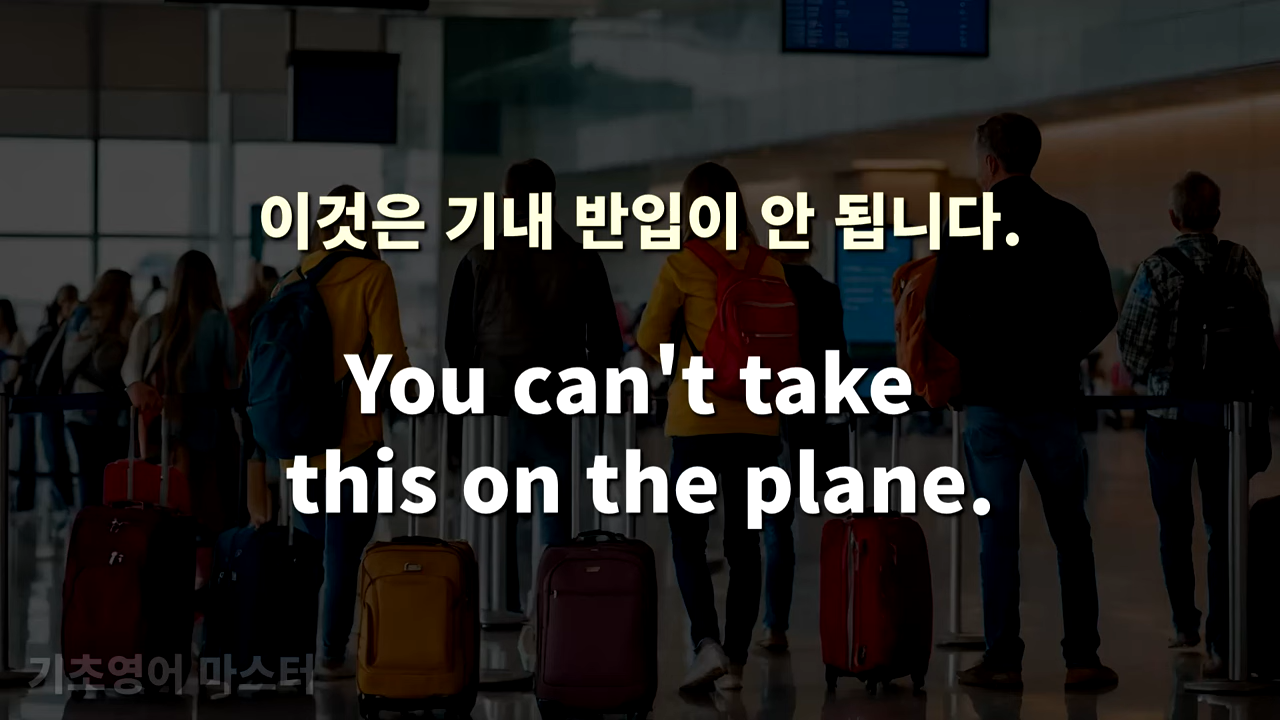 이것은 기내 반입이 안 됩니다.
You can't take
this on the plane.
기초영어 마스터